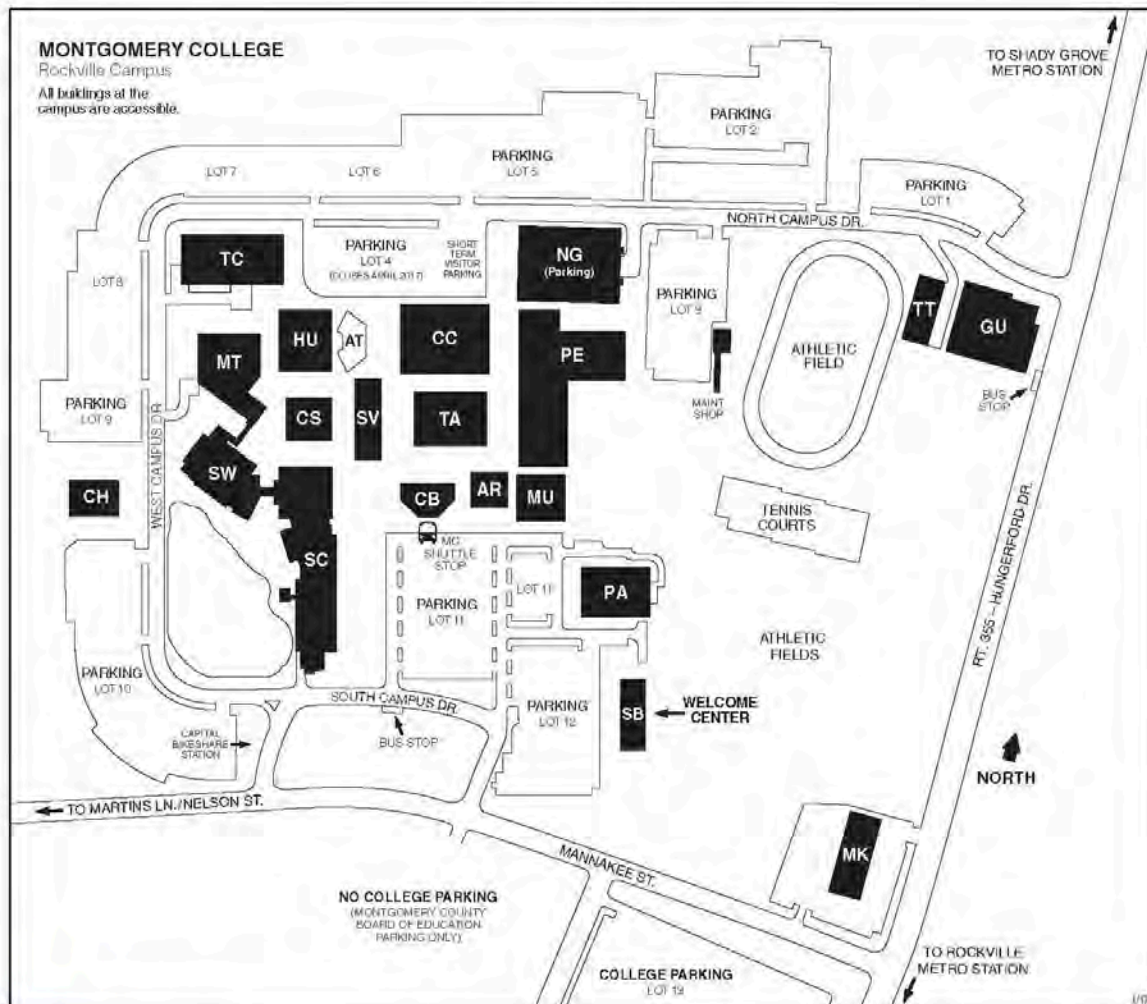 MONTGOMERY COLLEGE
Rockville Campus
All buildings at the
campus are accessible.
TO SHADY GROVE
METRO STATION
PARKING
LOT 2
PARKING
LOT 5
LOT 6
LOT 7
PARKING
LOT 1
NORTH CAMPUS DR.
PARKING
LOT 4
(CLOSES APRIL 2017)
SHORT
TERM
VISITOR
PARKING
TC
NG
(Parking)
LOT 8
PARKING
LOT 9
TT
GU
HU
AT
CC
PE
MT
ATHLETIC
FIELD
BUS
STOP
MAINT
SHOP
PARKING
LOT 9
CS
SV
TA
WEST CAMPUS DR.
SW
CH
CB
AR
MU
TENNIS
COURTS
RT. 355 – HUNGERFORD DR.
MC
SHUTTLE
STOP
SC
LOT 11
PA
PARKING
LOT 11
ATHLETIC
FIELDS
PARKING
LOT 10
SOUTH CAMPUS DR.
PARKING
LOT 12
SB
WELCOME
CENTER
CAPITAL
BIKESHARE
STATION
BUS STOP
NORTH
TO MARTINS LN./NELSON ST.
MANNAKEE ST.
MK
NO COLLEGE PARKING
(MONTGOMERY COUNTY
BOARD OF EDUCATION
PARKING ONLY)
TO ROCKVILLE
METRO STATION
COLLEGE PARKING
LOT 13